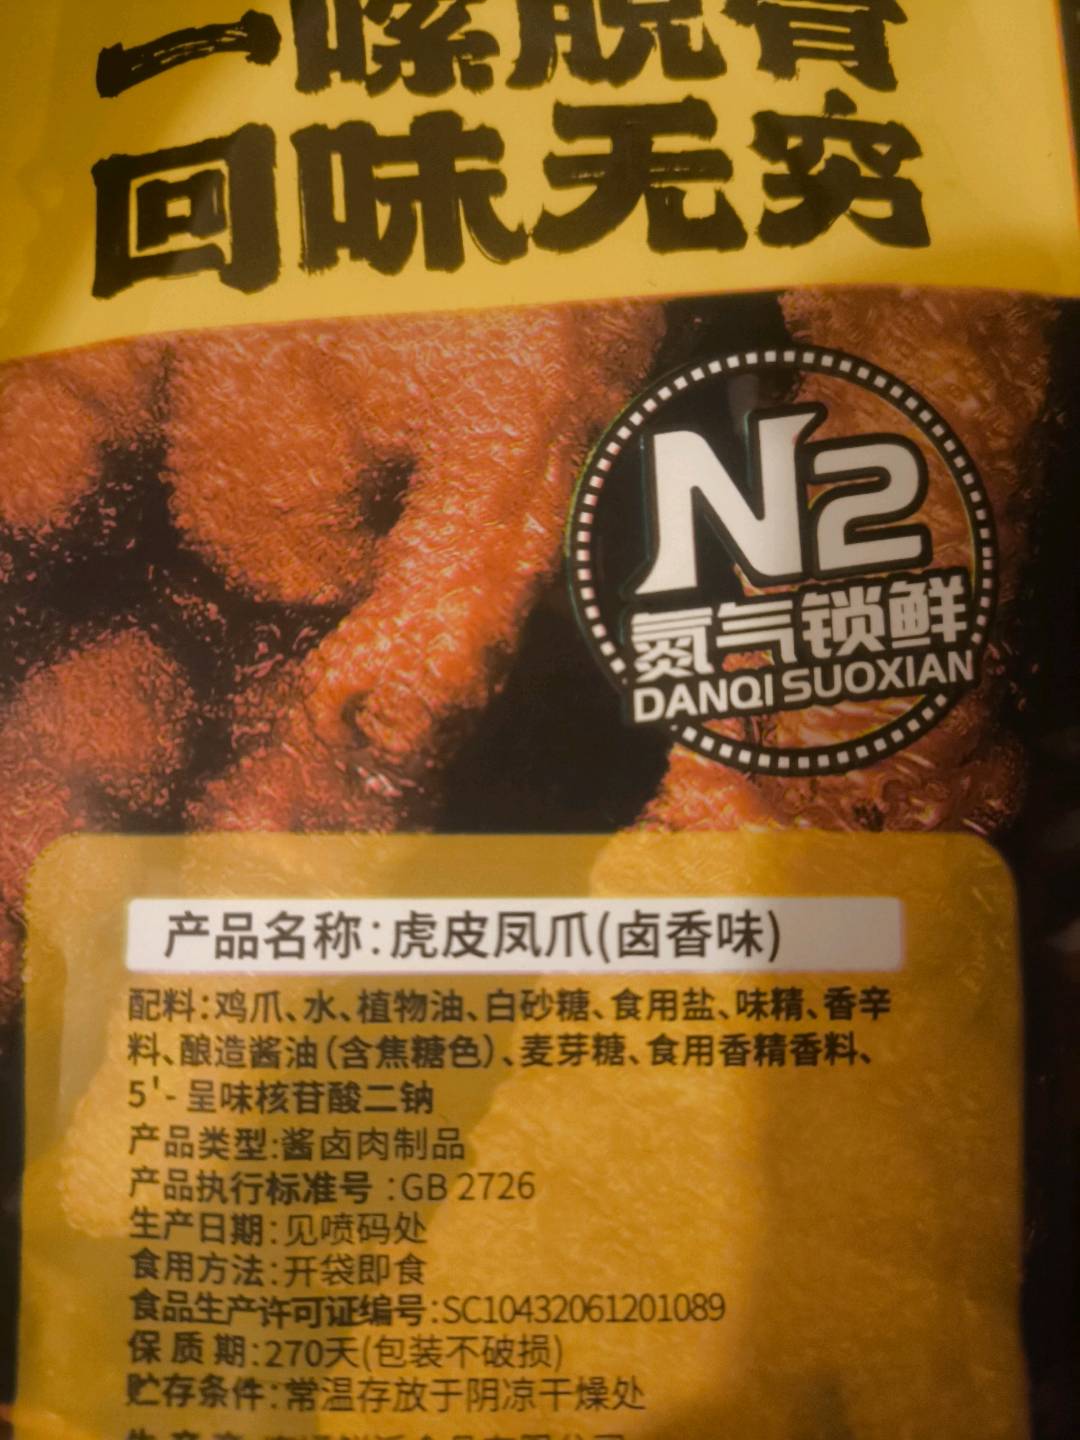 一嗦脱骨
回味无穷
N2
氮气锁鲜
DANQI SUOXIAN
产品名称:虎皮凤爪(卤香味)
配料:鸡爪、水、植物油、白砂糖、食用盐、味精、香辛
料、酿造酱油(含焦糖色)、麦芽糖、食用香精香料、
5'- 呈味核苷酸二钠
产品类型:酱卤肉制品
产品执行标准号 :GB 2726
生产日期:见喷码处
食用方法:开袋即食
食品生产许可证编号:SC10432061201089
保 质 期:270天(包装不破损)
贮存条件:常温存放于阴凉干燥处